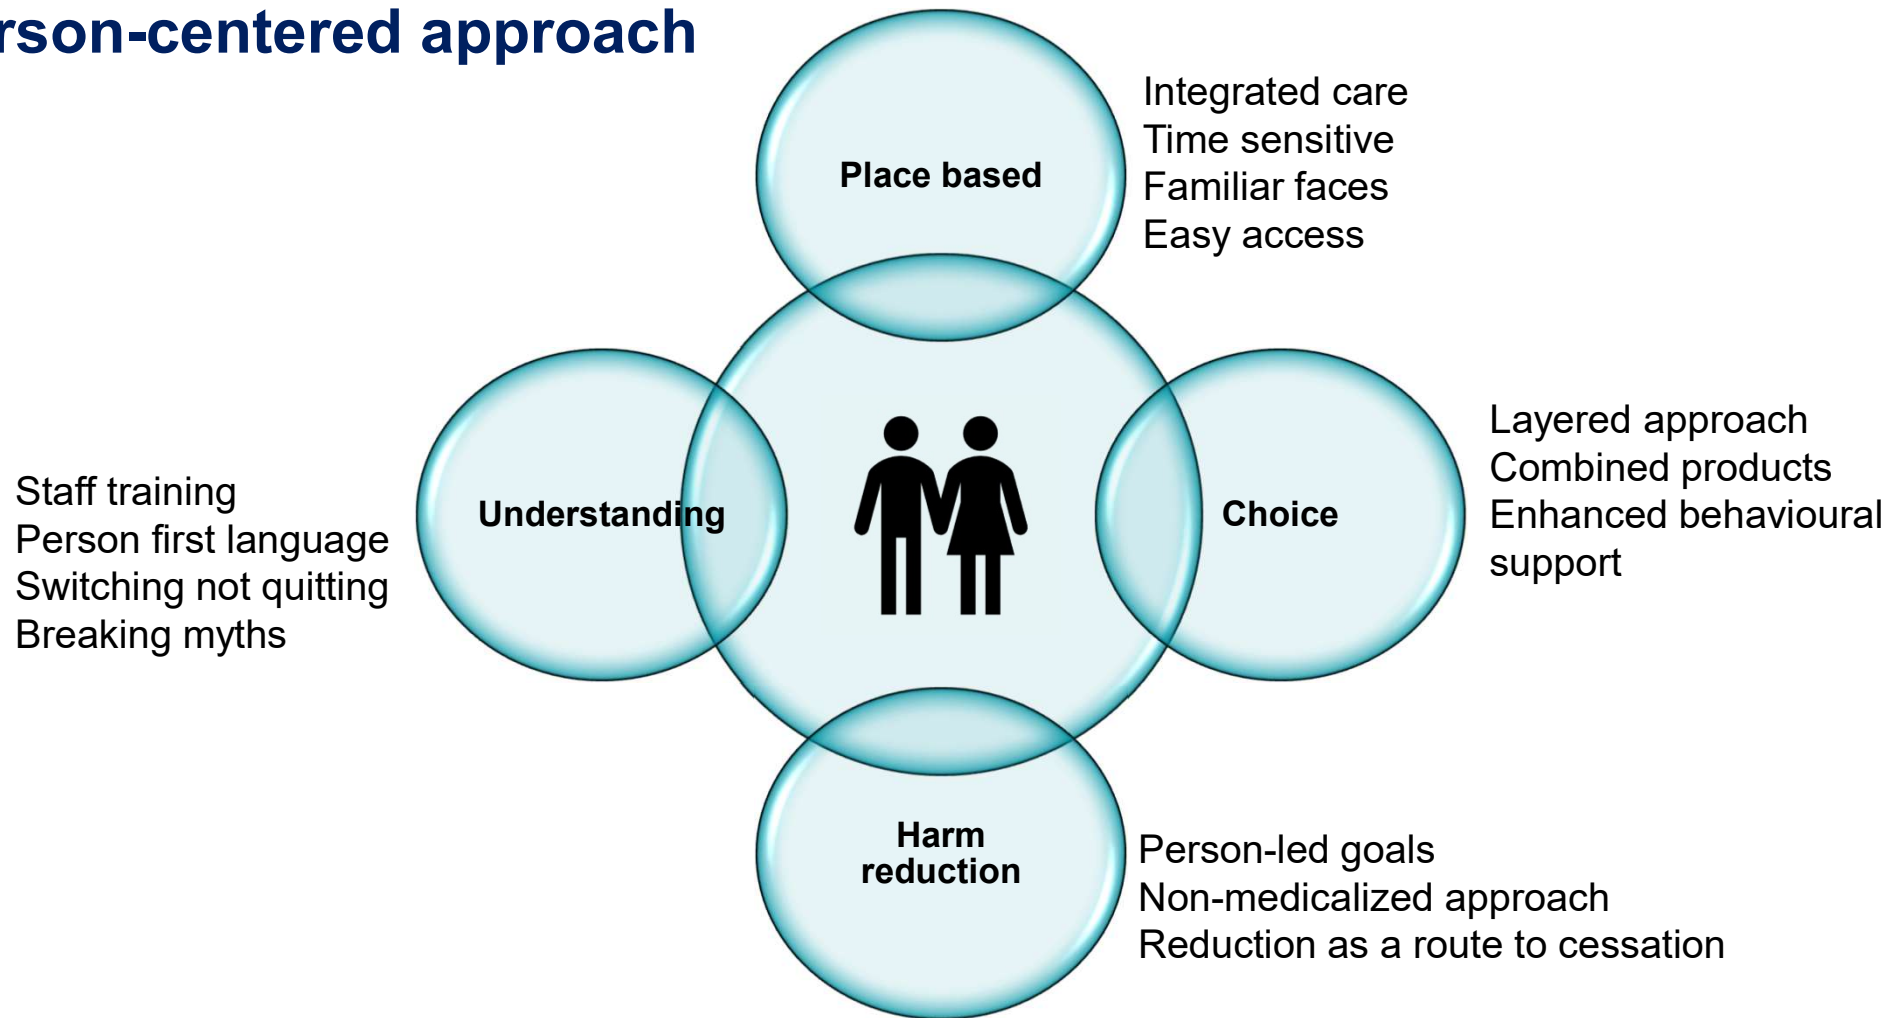 rson-centered approach
Place based
Integrated care
Time sensitive
Familiar faces
Easy access
Understanding
Staff training
Person first language
Switching not quitting
Breaking myths
Choice
Layered approach
Combined products
Enhanced behavioural
support
Harm
reduction
Person-led goals
Non-medicalized approach
Reduction as a route to cessation